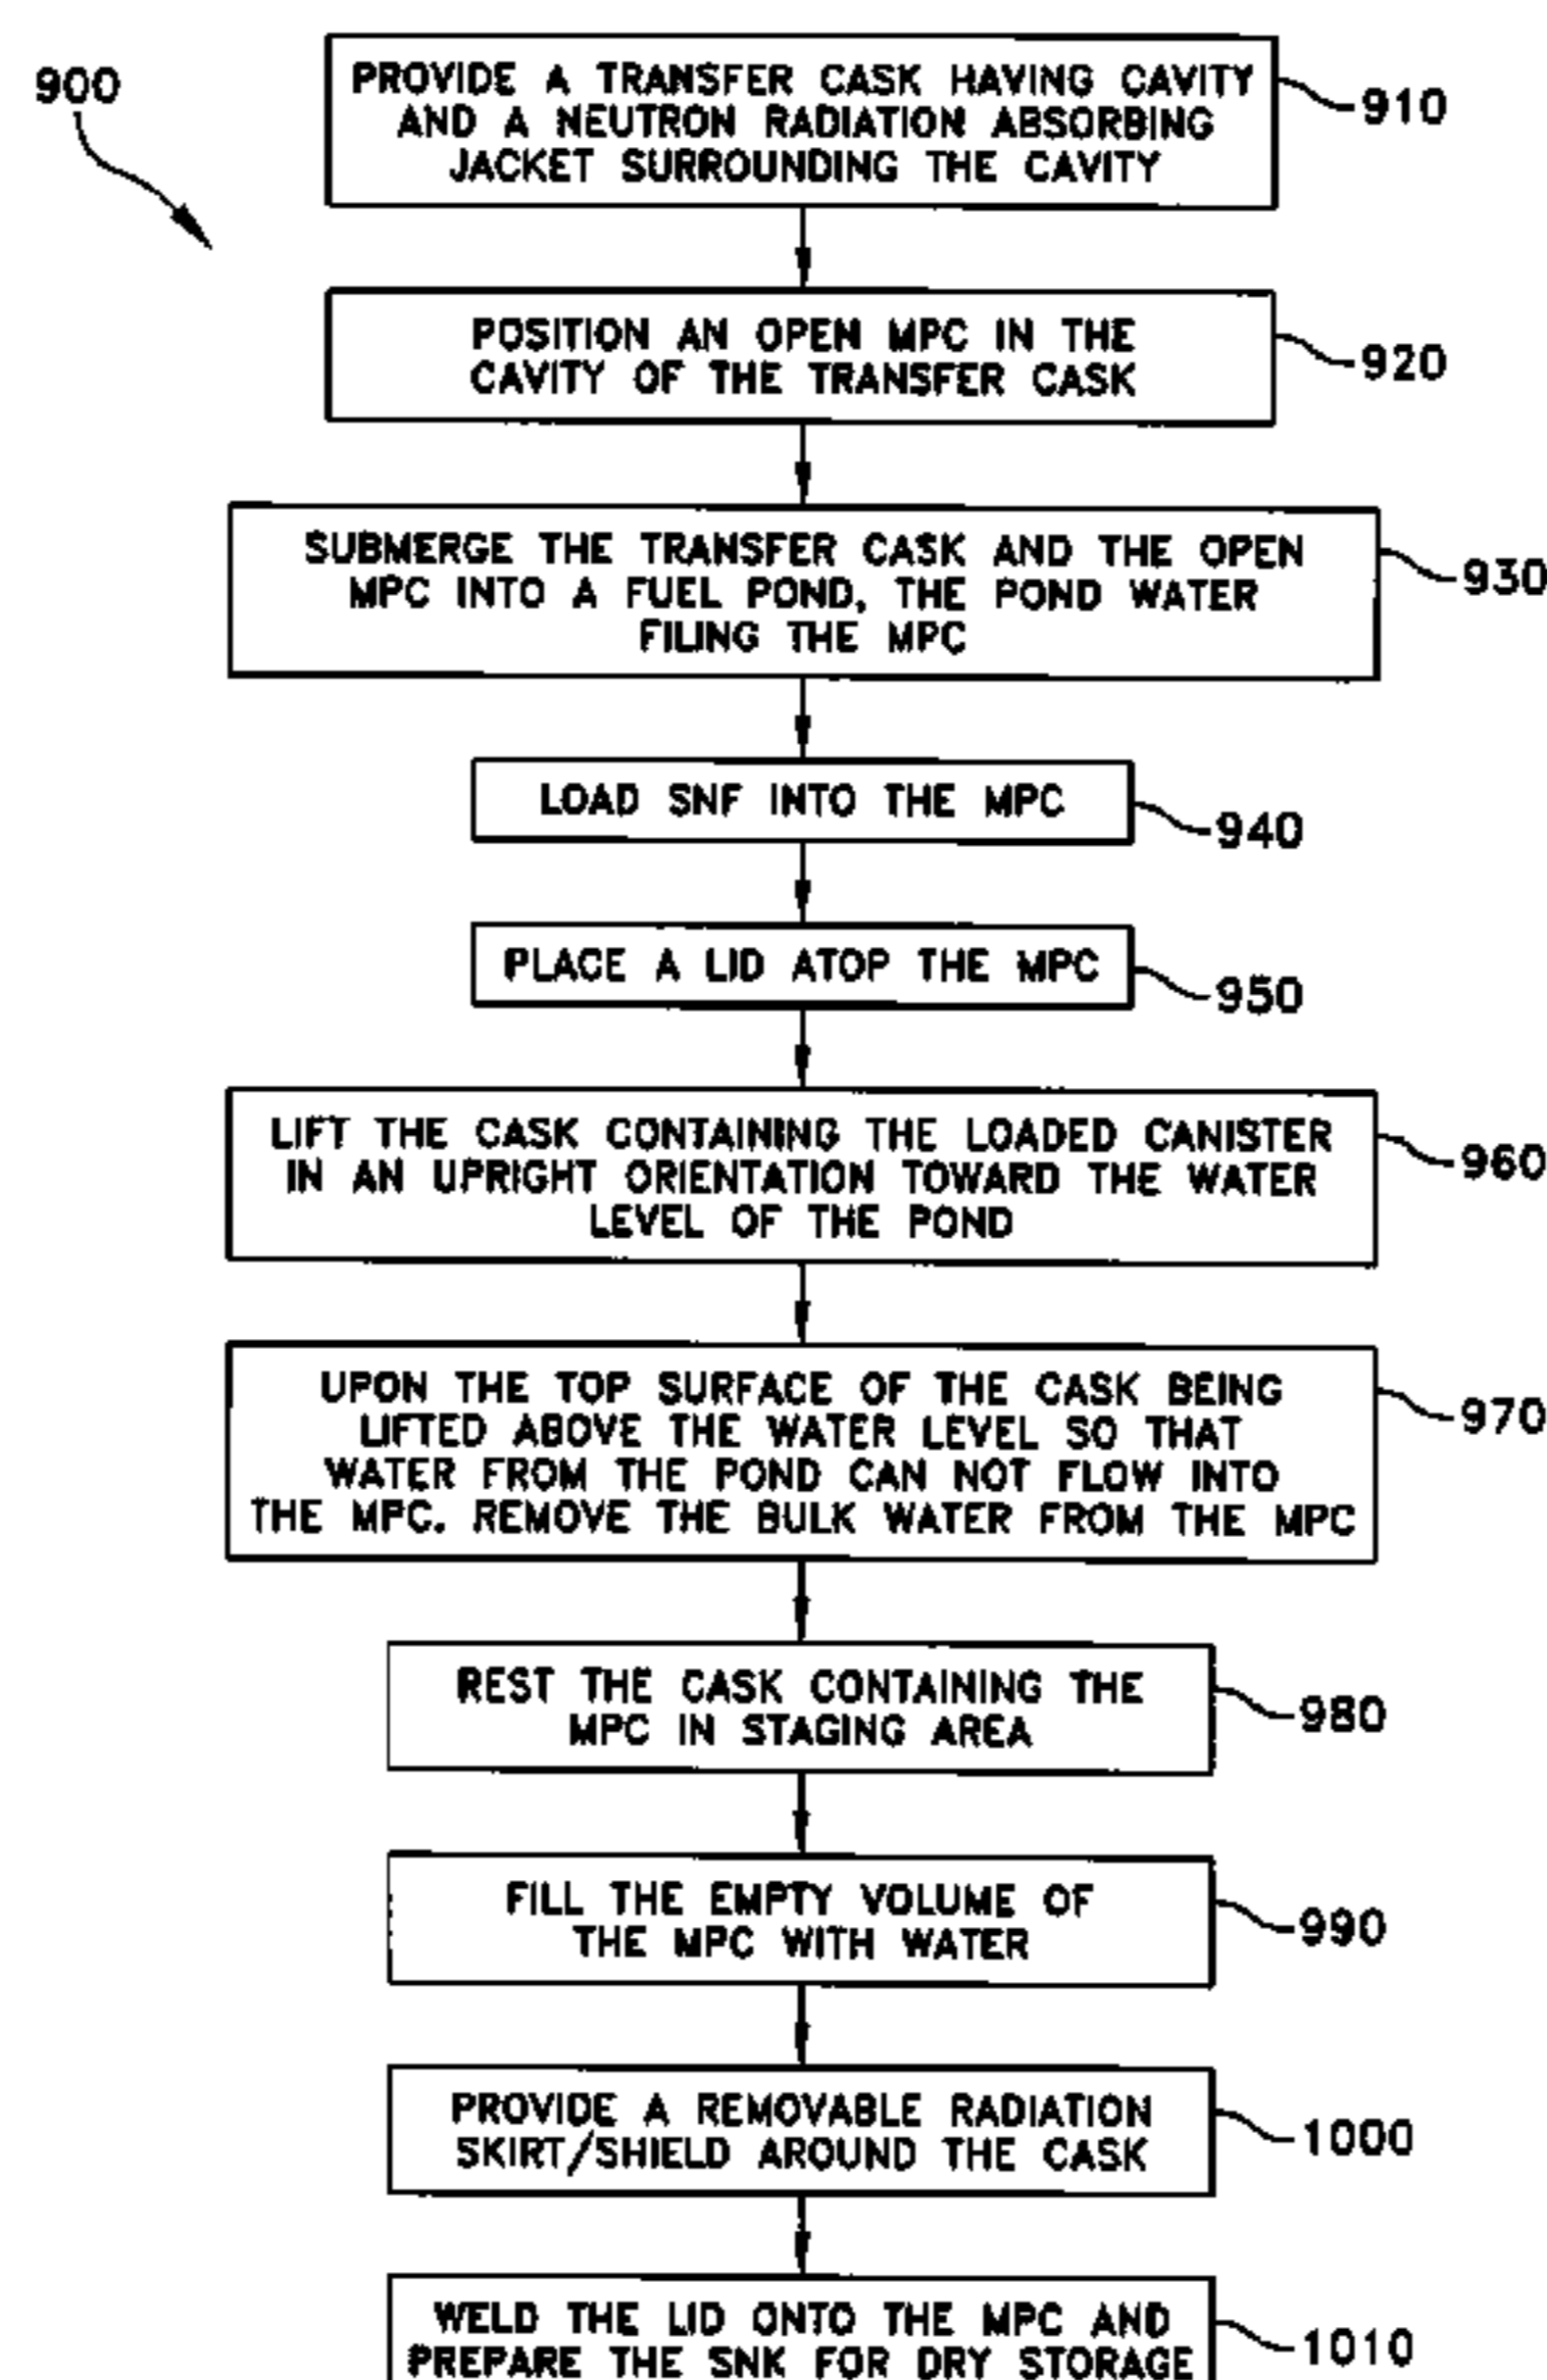 900
PROVIDE A TRANSFER CASK HAVING CAVITY
AND A NEUTRON RADIATION ABSORBING
JACKET SURROUNDING THE CAVITY
910
POSITION AN OPEN MPC IN THE
CAVITY OF THE TRANSFER CASK
920
SUBMERGE THE TRANSFER CASK AND THE OPEN
MPC INTO A FUEL POND, THE POND WATER
FILING THE MPC
930
LOAD SNF INTO THE MPC
940
PLACE A LID ATOP THE MPC
950
LIFT THE CASK CONTAINING THE LOADED CANISTER
IN AN UPRIGHT ORIENTATION TOWARD THE WATER
LEVEL OF THE POND
960
UPON THE TOP SURFACE OF THE CASK BEING
LIFTED ABOVE THE WATER LEVEL SO THAT
WATER FROM THE POND CAN NOT FLOW INTO
THE MPC. REMOVE THE BULK WATER FROM THE MPC
970
REST THE CASK CONTAINING THE
MPC IN STAGING AREA
980
FILL THE EMPTY VOLUME OF
THE MPC WITH WATER
990
PROVIDE A REMOVABLE RADIATION
SKIRT/SHIELD AROUND THE CASK
1000
WELD THE LID ONTO THE MPC AND
PREPARE THE SNK FOR DRY STORAGE
1010